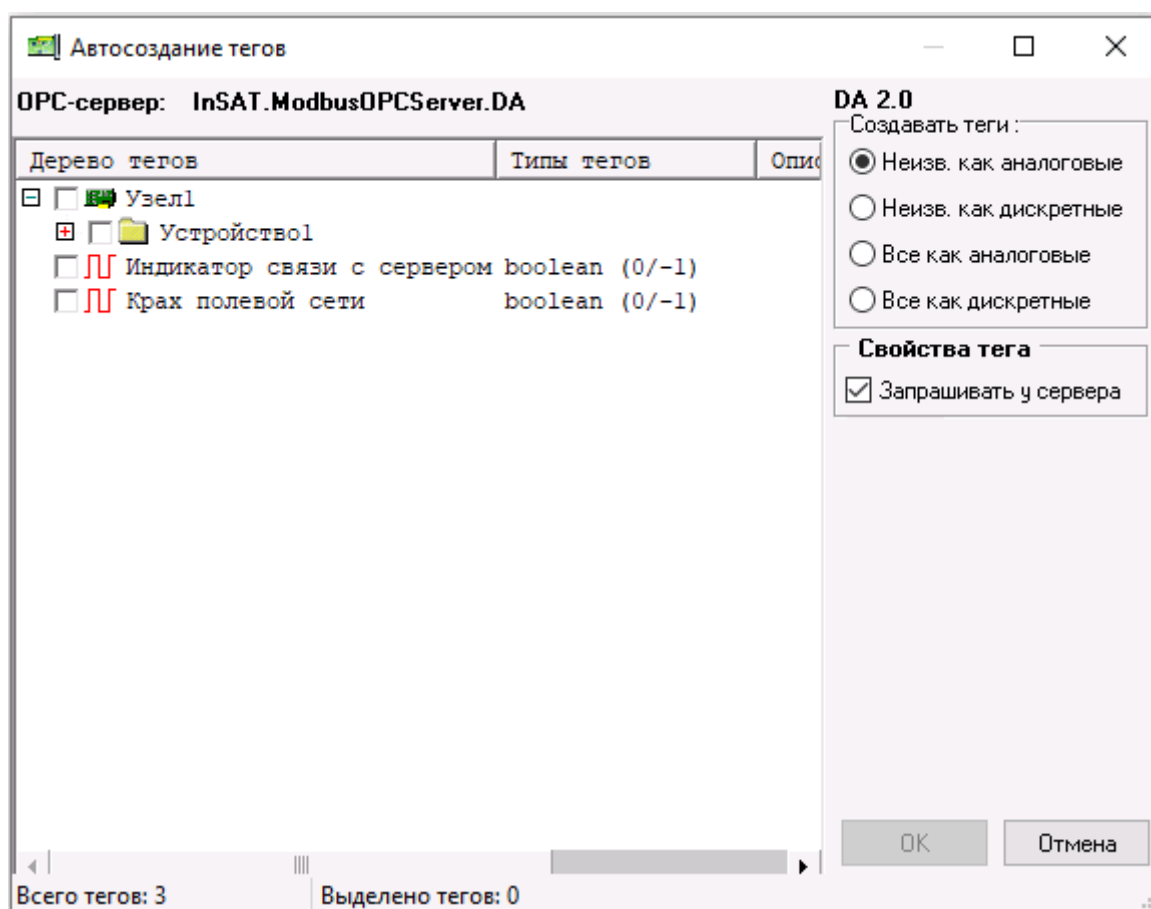 Автосоздание тегов
OPC-сервер: InSAT.ModbusOPCServer.DA
DA 2.0
Дерево тегов Типы тегов Опис
Узел1
Устройство1
Индикатор связи с сервером boolean (0/-1)
Крах полевой сети boolean (0/-1)
Создавать теги :
Неизв. как аналоговые
Неизв. как дискретные
Все как аналоговые
Все как дискретные
Свойства тега
Запрашивать у сервера
OK Отмена
Всего тегов: 3 Выделено тегов: 0